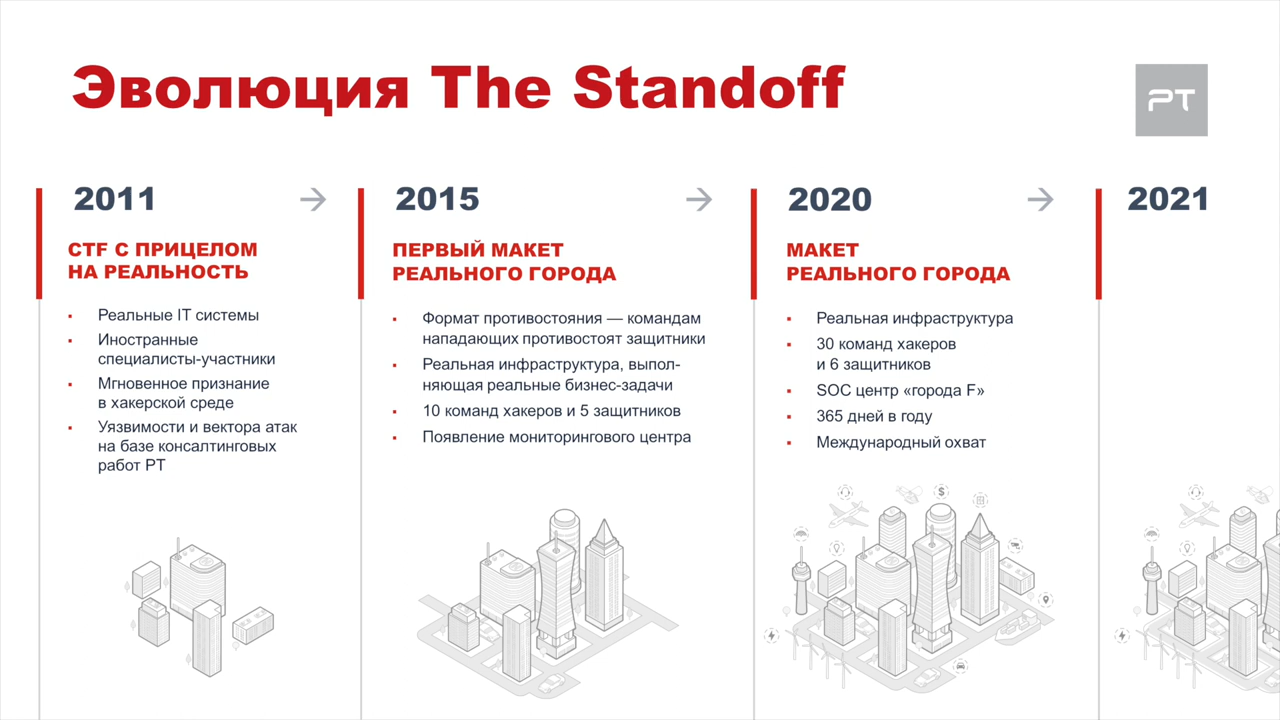 Эволюция The Standoff
PT
2011
CTF С ПРИЦЕЛОМ
НА РЕАЛЬНОСТЬ
▪ Реальные IT системы
▪ Иностранные
специалисты-участники
▪ Мгновенное признание
в хакерской среде
▪ Уязвимости и вектора атак
на базе консалтинговых
работ PT
2015
ПЕРВЫЙ МАКЕТ
РЕАЛЬНОГО ГОРОДА
▪ Формат противостояния — командам
нападающих противостоят защитники
▪ Реальная инфраструктура, выпол-
няющая реальные бизнес-задачи
▪ 10 команд хакеров и 5 защитников
▪ Появление мониторингового центра
2020
МАКЕТ
РЕАЛЬНОГО ГОРОДА
▪ Реальная инфраструктура
▪ 30 команд хакеров
и 6 защитников
▪ SOC центр «города F»
▪ 365 дней в году
▪ Международный охват
$
2021